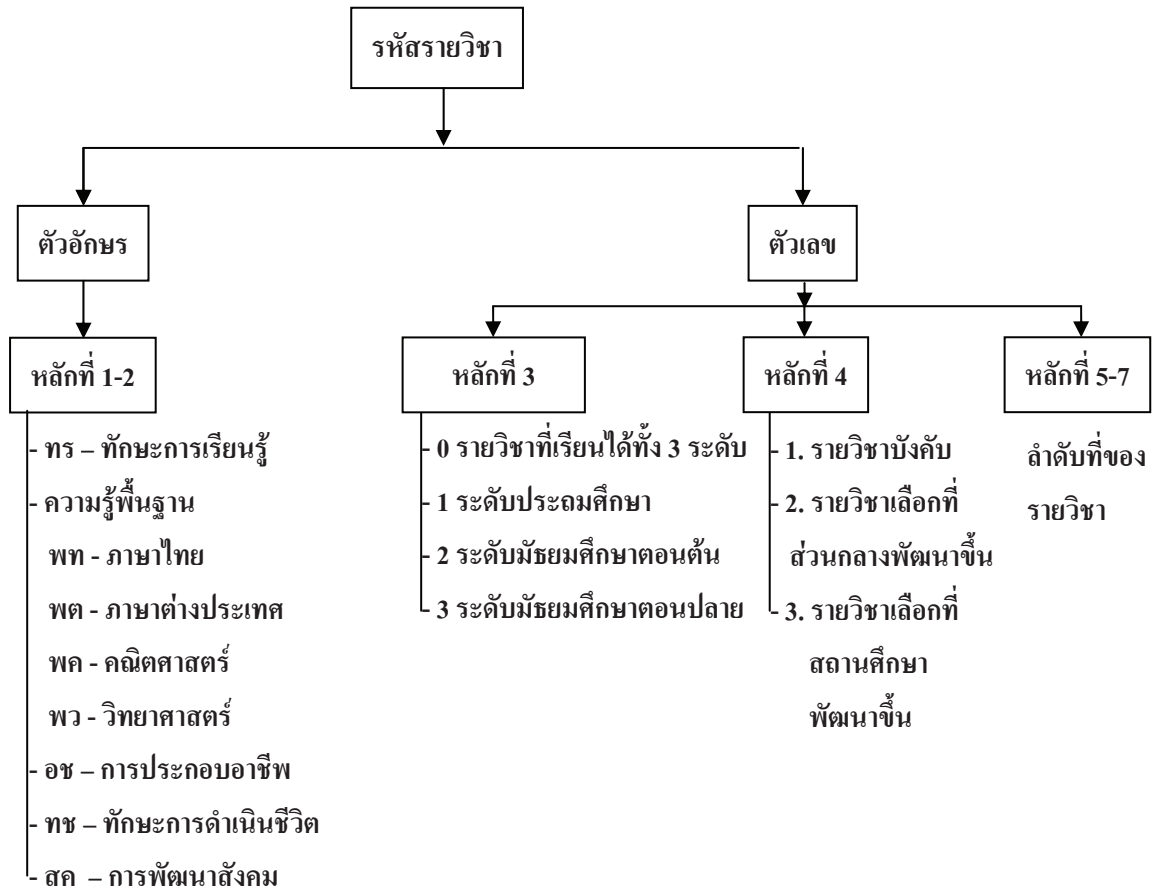 รหัสรายวิชา
ตัวอักษร
ตัวเลข
หลักที่ 1-2
- ทร – ทักษะการเรียนรู้
- ความรู้พื้นฐาน
พท - ภาษาไทย
พต - ภาษาต่างประเทศ
พค - คณิตศาสตร์
พว - วิทยาศาสตร์
- อช – การประกอบอาชีพ
- ทช – ทักษะการดำเนินชีวิต
- สค – การพัฒนาสังคม
หลักที่ 3
- 0 รายวิชาที่เรียนได้ทั้ง 3 ระดับ
- 1 ระดับประถมศึกษา
- 2 ระดับมัธยมศึกษาตอนต้น
- 3 ระดับมัธยมศึกษาตอนปลาย
หลักที่ 4
- 1. รายวิชาบังคับ
- 2. รายวิชาเลือกที่
ส่วนกลางพัฒนาขึ้น
- 3. รายวิชาเลือกที่
สถานศึกษา
พัฒนาขึ้น
หลักที่ 5-7
ลำดับที่ของ
รายวิชา